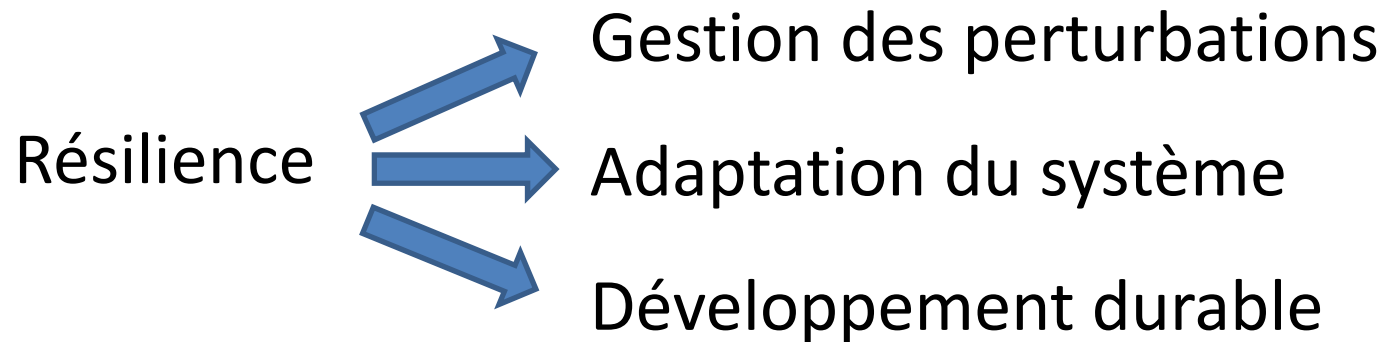 Gestion des perturbations
Résilience
Adaptation du système
Développement durable